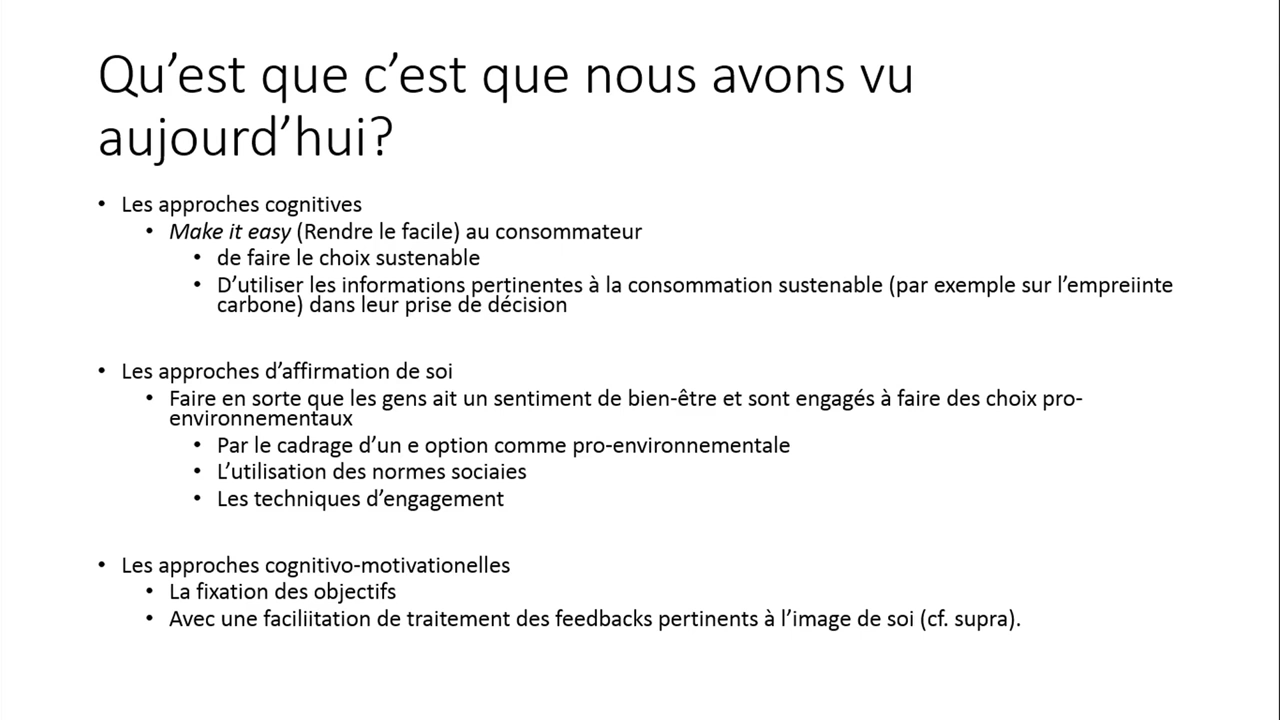 Qu’est que c’est que nous avons vu
aujourd’hui?
• Les approches cognitives
• Make it easy (Rendre le facile) au consommateur
• de faire le choix sustenable
• D’utiliser les informations pertinentes à la consommation sustenable (par exemple sur l’empreiinte
carbone) dans leur prise de décision
• Les approches d’affirmation de soi
• Faire en sorte que les gens ait un sentiment de bien-être et sont engagés à faire des choix pro-
environnementaux
• Par le cadrage d’un e option comme pro-environnementale
• L’utilisation des normes sociaies
• Les techniques d’engagement
• Les approches cognitivo-motivationelles
• La fixation des objectifs
• Avec une faciliitation de traitement des feedbacks pertinents à l’image de soi (cf. supra).